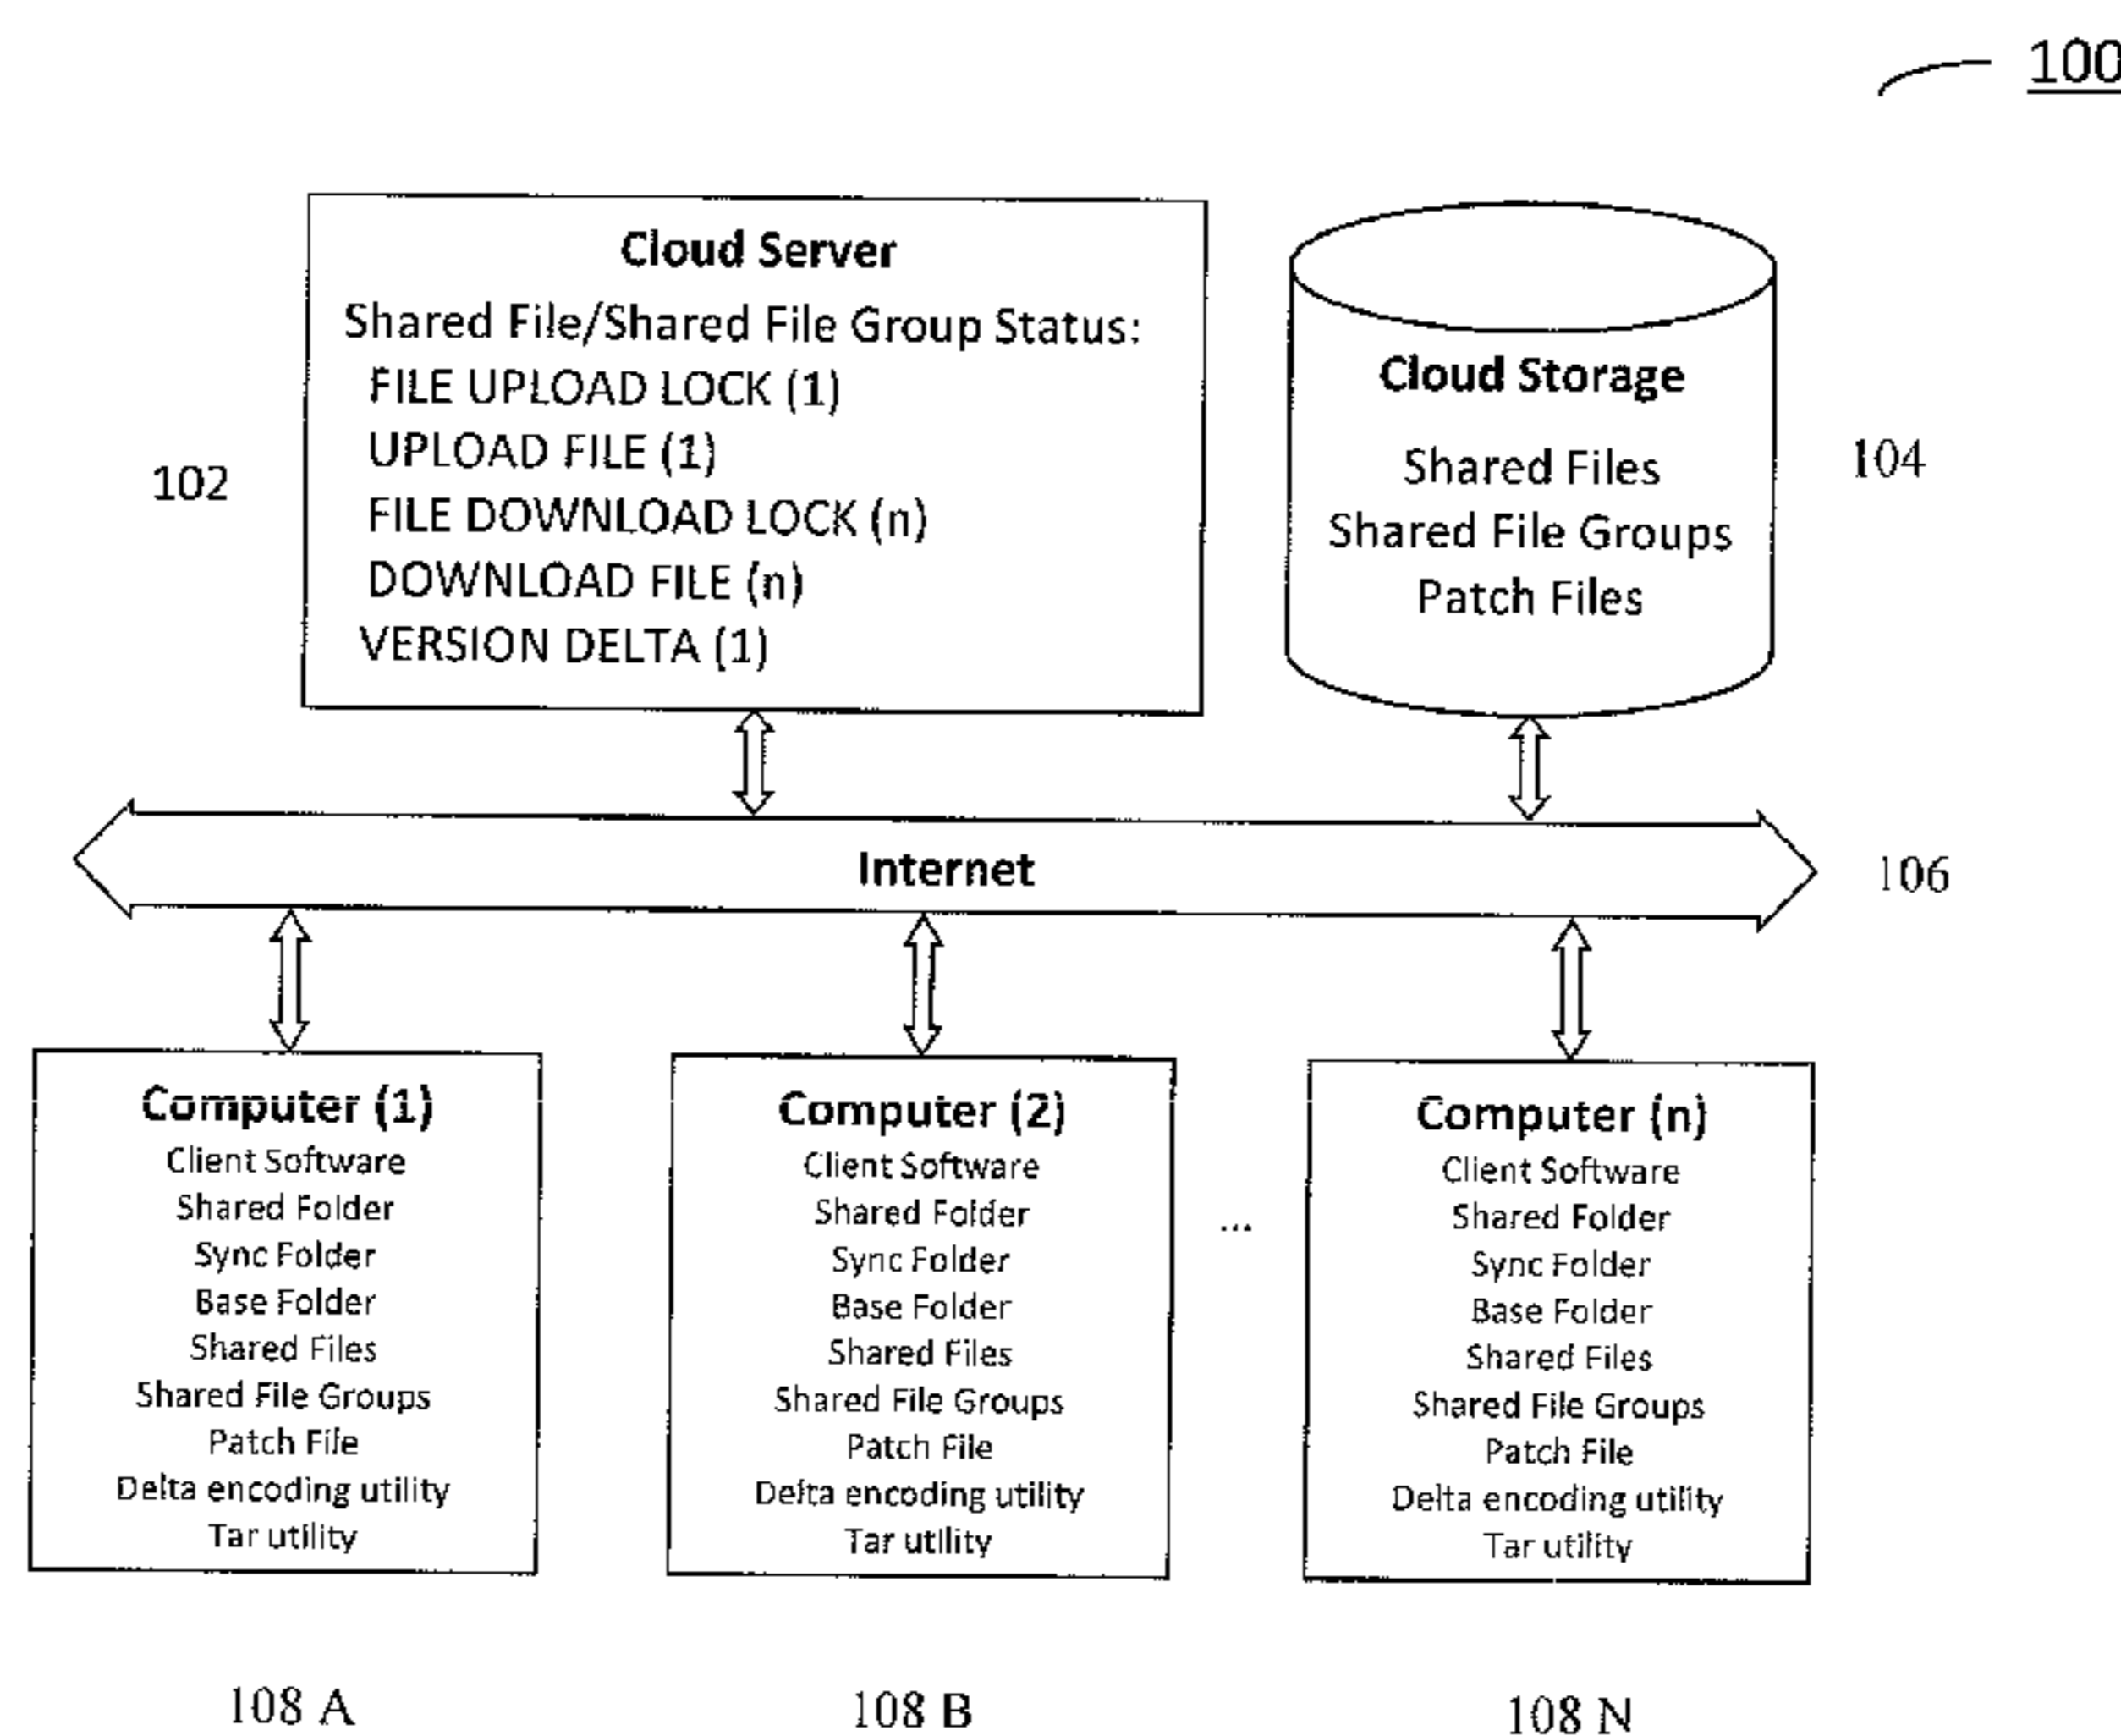 100
Cloud Server
Shared File/Shared File Group Status:
FILE UPLOAD LOCK (1)
UPLOAD FILE (1)
FILE DOWNLOAD LOCK (n)
DOWNLOAD FILE (n)
VERSION DELTA (1)
102
Cloud Storage
Shared Files
Shared File Groups
Patch Files
104
Internet
106
Computer (1)
Client Software
Shared Folder
Sync Folder
Base Folder
Shared Files
Shared File Groups
Patch File
Delta encoding utility
Tar utility
Computer (2)
Client Software
Shared Folder
Sync Folder
Base Folder
Shared Files
Shared File Groups
Patch File
Delta encoding utility
Tar utility
...
Computer (n)
Client Software
Shared Folder
Sync Folder
Base Folder
Shared Files
Shared File Groups
Patch File
Delta encoding utility
Tar utility
108 A
108 B
108 N